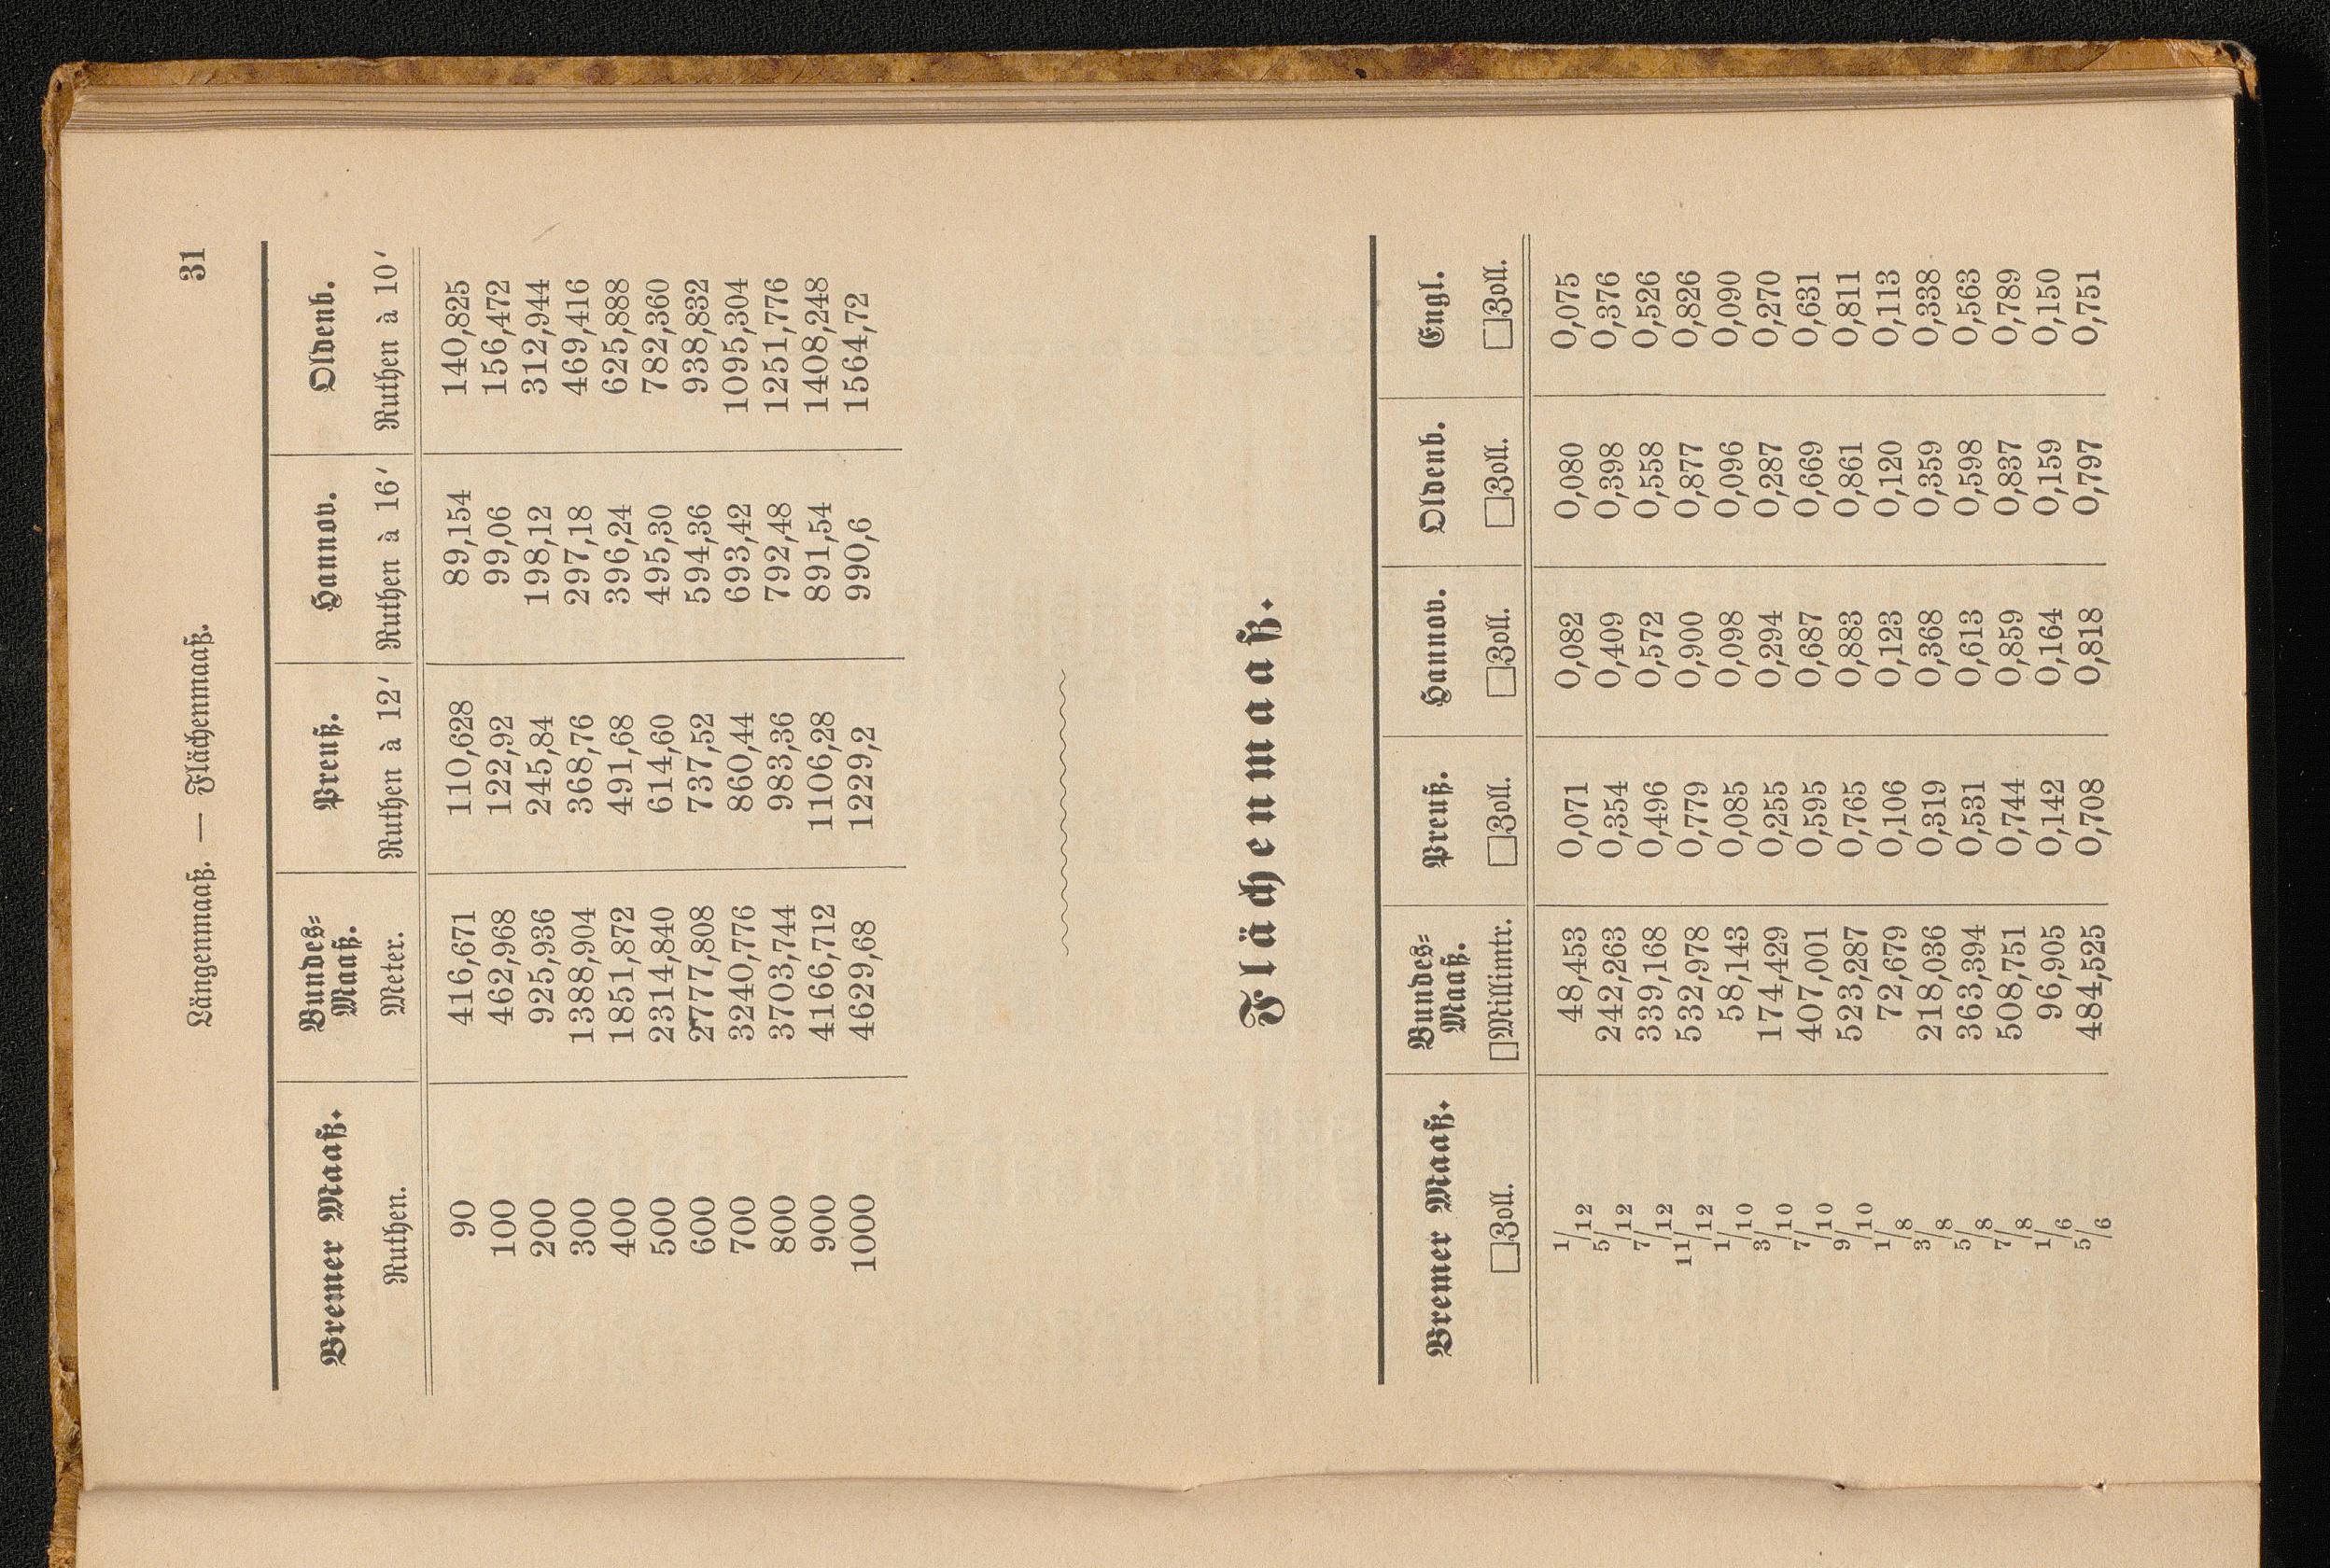 Längenmaaß. — Flächenmaaß. 31
Bremer Maaß. Bundes= Maaß. Preuß. Hannov. Oldenb.
Ruthen. Meter. Ruthen à 12′ Ruthen à 16′ Ruthen à 10′
90 416,671 110,628 89,154 140,825
100 462,968 122,92 99,06 156,472
200 925,936 245,84 198,12 312,944
300 1388,904 368,76 297,18 469,416
400 1851,872 491,68 396,24 625,888
500 2314,840 614,60 495,30 782,360
600 2777,808 737,52 594,36 938,832
700 3240,776 860,44 693,42 1095,304
800 3703,744 983,36 792,48 1251,776
900 4166,712 1106,28 891,54 1408,248
1000 4629,68 1229,2 990,6 1564,72
Flächenmaaß.
Bremer Maaß. Bundes= Maaß. Preuß. Hannov. Oldenb. Engl.
□Zoll. □Millimtr. □Zoll. □Zoll. □Zoll. □Zoll.
1/12 48,453 0,071 0,082 0,080 0,075
5/12 242,263 0,354 0,409 0,398 0,376
7/12 339,168 0,496 0,572 0,558 0,526
11/12 532,978 0,779 0,900 0,877 0,826
1/10 58,143 0,085 0,098 0,096 0,090
3/10 174,429 0,255 0,294 0,287 0,270
7/10 407,001 0,595 0,687 0,669 0,631
9/10 523,287 0,765 0,883 0,861 0,811
1/8 72,679 0,106 0,123 0,120 0,113
3/8 218,036 0,319 0,368 0,359 0,338
5/8 363,394 0,531 0,613 0,598 0,563
7/8 508,751 0,744 0,859 0,837 0,789
1/6 96,905 0,142 0,164 0,159 0,150
5/6 484,525 0,708 0,818 0,797 0,751